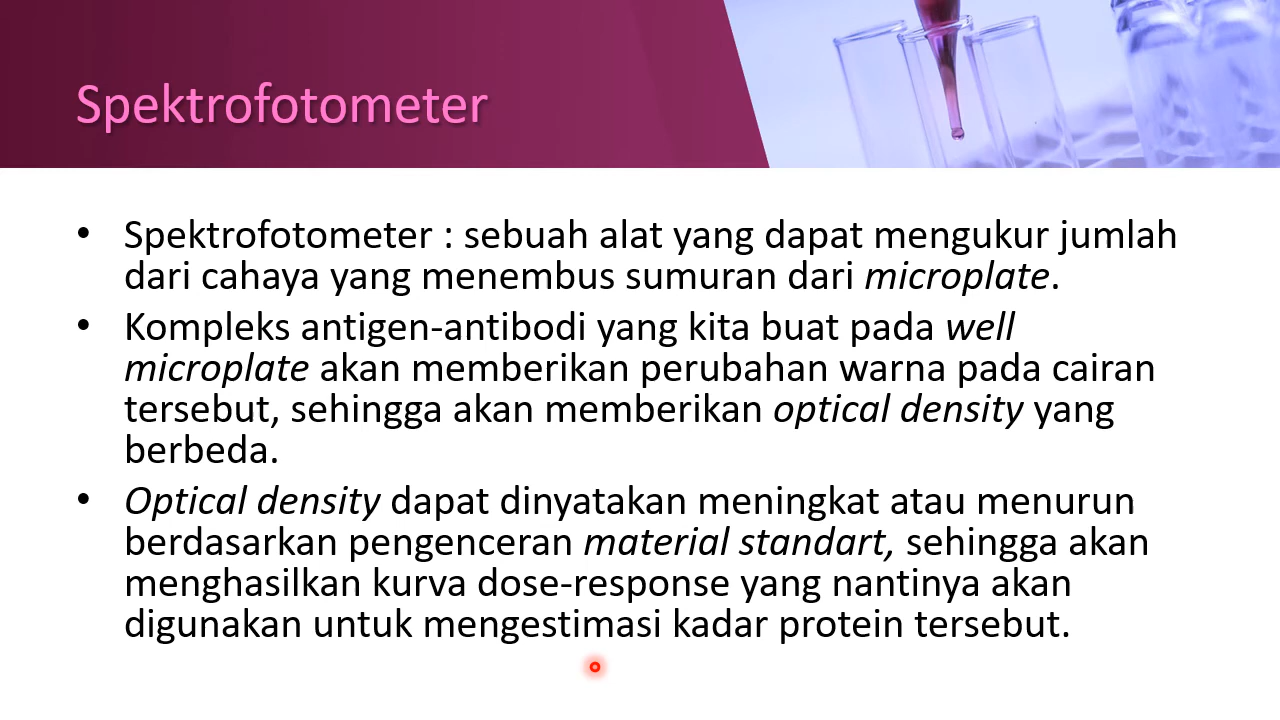 Spektrofotometer
• Spektrofotometer : sebuah alat yang dapat mengukur jumlah
dari cahaya yang menembus sumuran dari microplate.
• Kompleks antigen-antibodi yang kita buat pada well
microplate akan memberikan perubahan warna pada cairan
tersebut, sehingga akan memberikan optical density yang
berbeda.
• Optical density dapat dinyatakan meningkat atau menurun
berdasarkan pengenceran material standart, sehingga akan
menghasilkan kurva dose-response yang nantinya akan
digunakan untuk mengestimasi kadar protein tersebut.